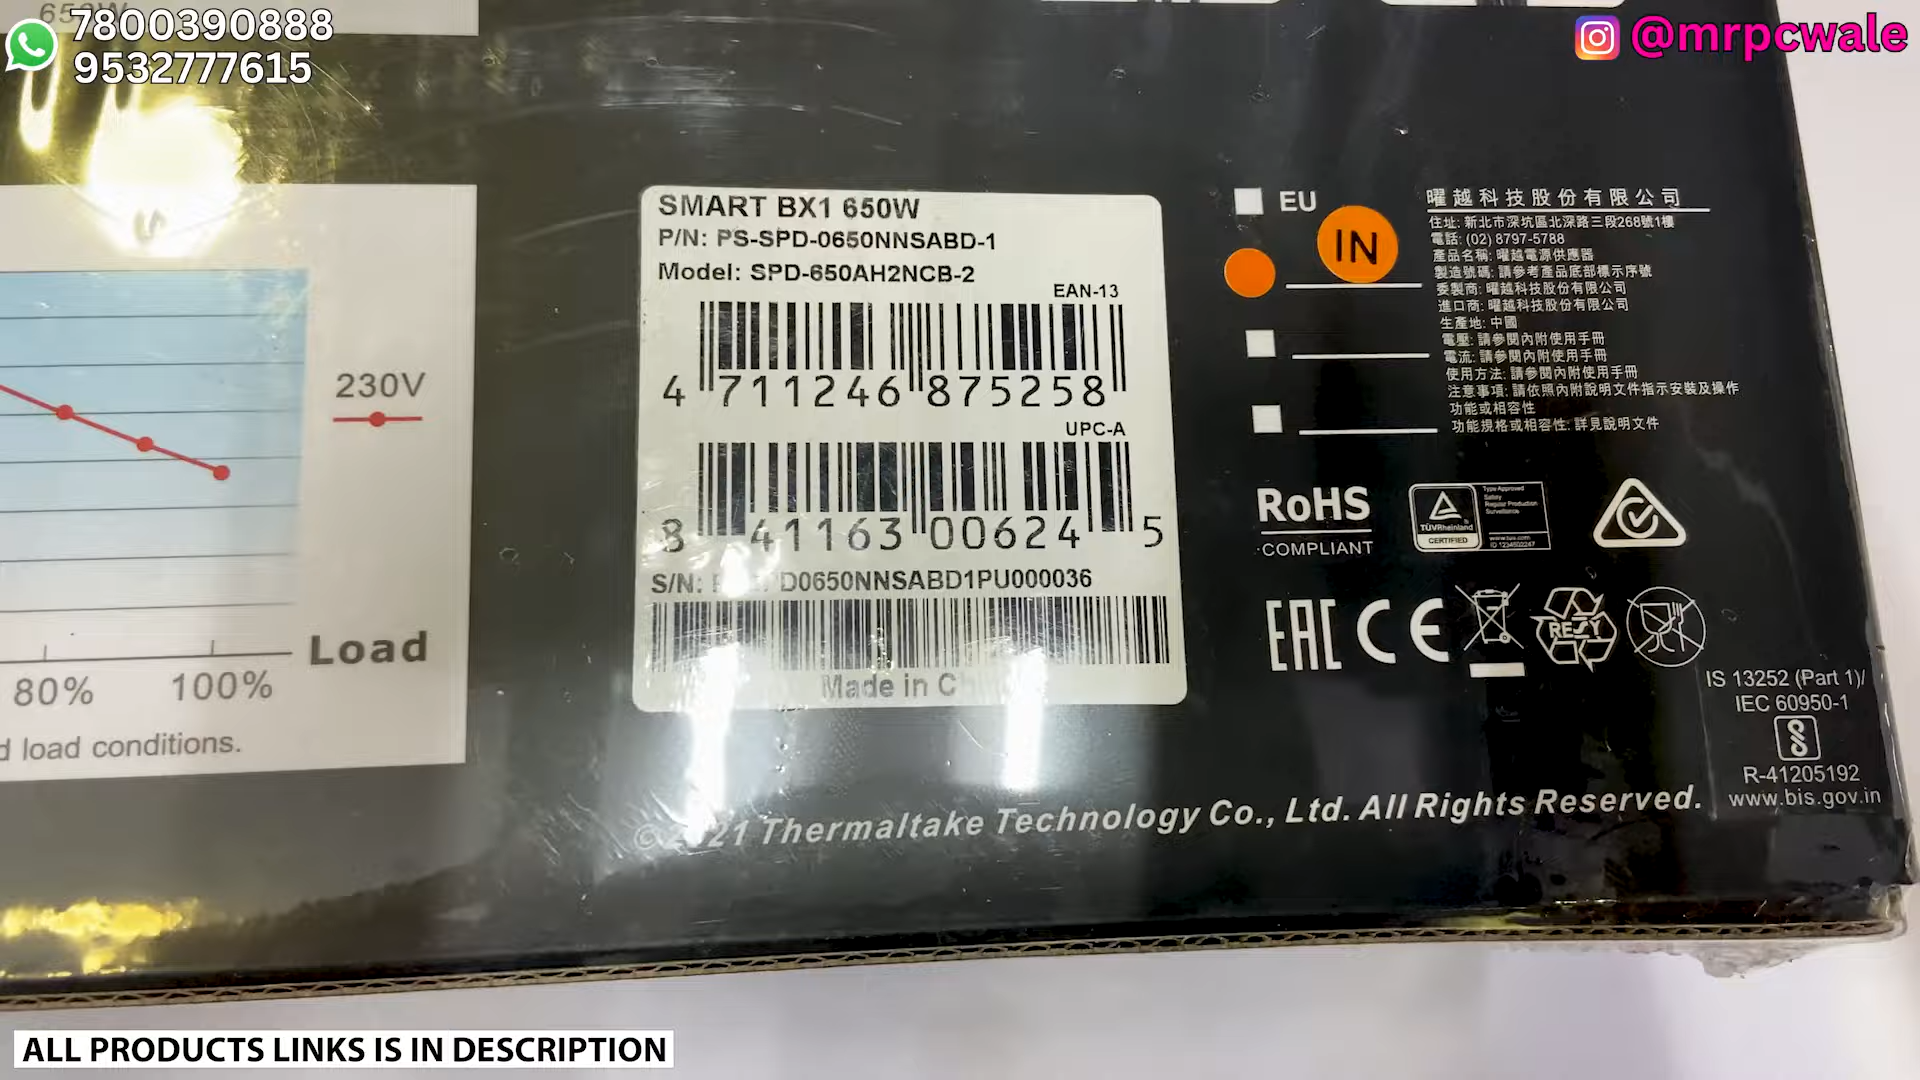 7800390888
9532777615
@mrpcwale
650W
230V
Load
80% 100%
d load conditions.
SMART BX1 650W
P/N: PS-SPD-0650NNSABD-1
Model: SPD-650AH2NCB-2
EAN-13
4 711246 875258
UPC-A
8 41163 00624 5
S/N: D0650NNSABD1PU000036
Made in
EU
IN
曜越科技股份有限公司
住址: 新北市深坑區北深路三段268號1樓
電話: (02) 8797-5788
產品名稱: 曜越電源供應器
製造號碼: 請參考產品底部標示序號
委製商: 曜越科技股份有限公司
進口商: 曜越科技股份有限公司
生產地: 中國
電壓: 請參閱內附使用手冊
電流: 請參閱內附使用手冊
使用方法: 請參閱內附使用手冊
注意事項: 請依照內附說明文件指示安裝及操作
功能或相容性
功能規格或相容性: 詳見說明文件
RoHS
COMPLIANT
TÜVRheinland
CERTIFIED
Type Approved
Safety
Regular Production
Surveillance
www.tuv.com
EAC CE
RESY
IS 13252 (Part 1)/
IEC 60950-1
R-41205192
www.bis.gov.in
©2021 Thermaltake Technology Co., Ltd. All Rights Reserved.
ALL PRODUCTS LINKS IS IN DESCRIPTION